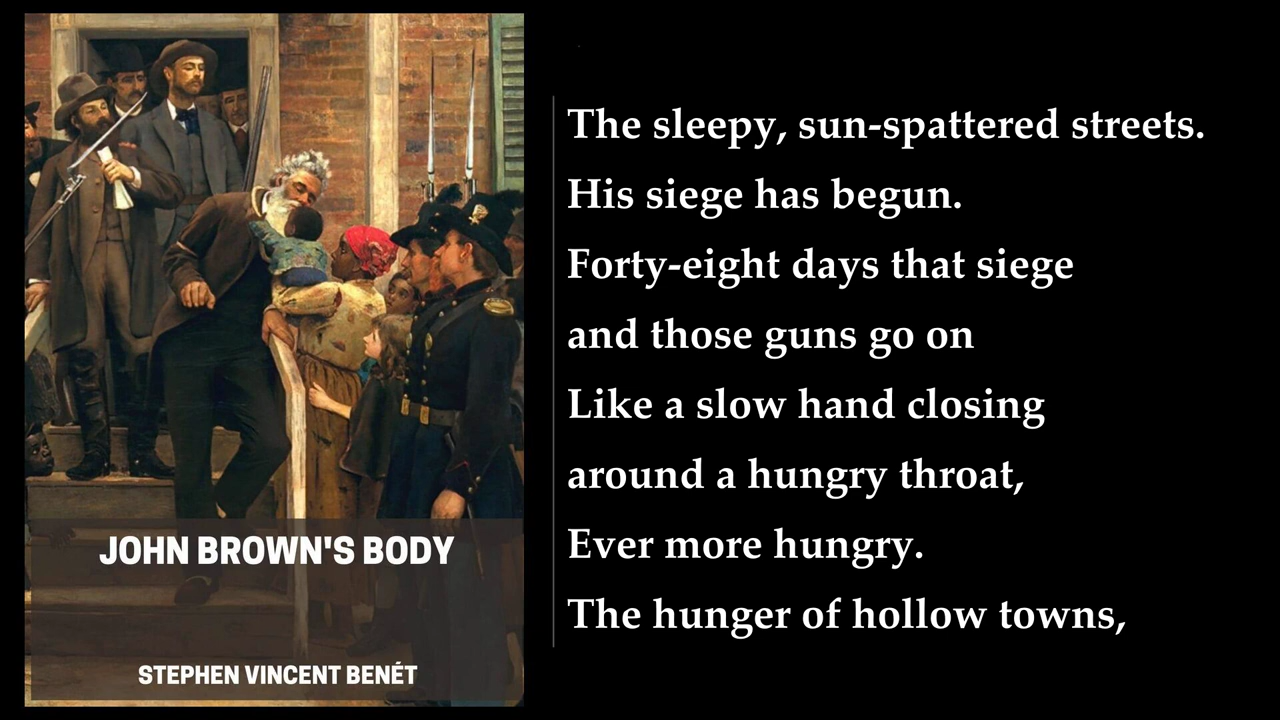 JOHN BROWN'S BODY
STEPHEN VINCENT BENÉT
The sleepy, sun-spattered streets.
His siege has begun.
Forty-eight days that siege
and those guns go on
Like a slow hand closing
around a hungry throat,
Ever more hungry.
The hunger of hollow towns,